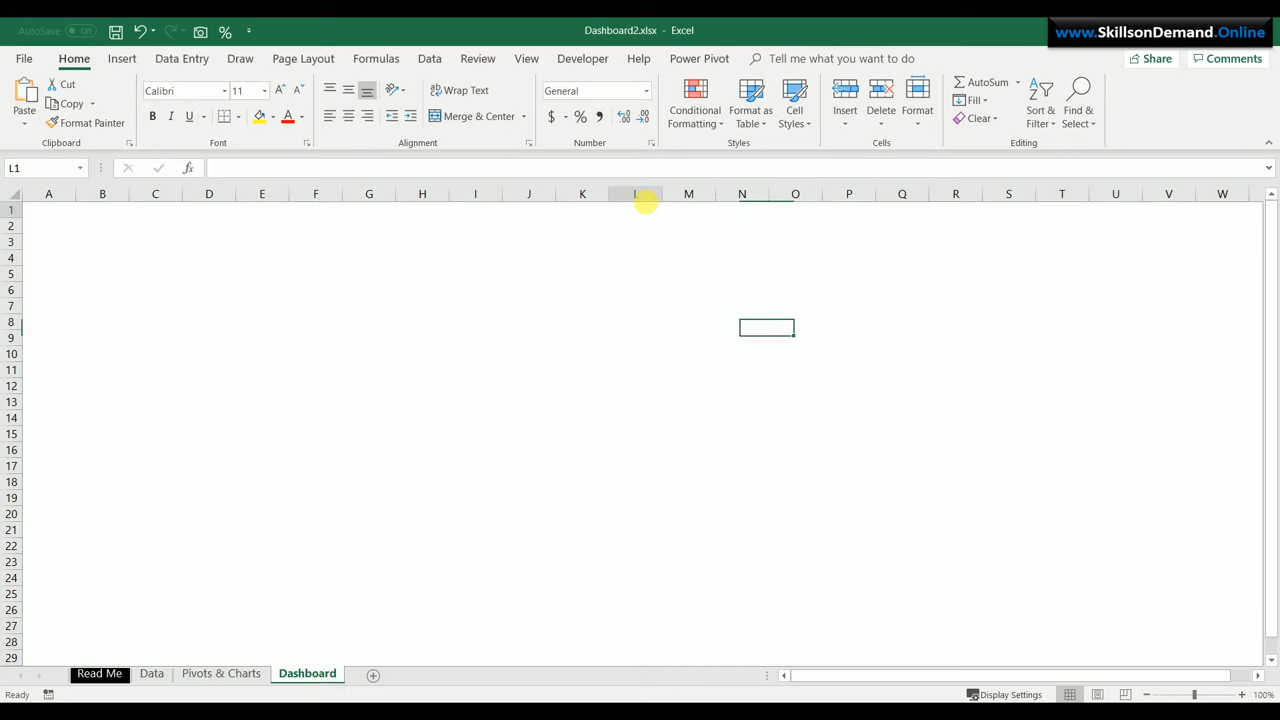 AutoSave Off
Dashboard2.xlsx - Excel
www.SkillsonDemand.Online
File Home Insert Data Entry Draw Page Layout Formulas Data Review View Developer Help Power Pivot Tell me what you want to do Share Comments
Paste
Cut
Copy
Format Painter
Clipboard
Calibri 11
B I U
Font
Wrap Text
Merge & Center
Alignment
General
$ % ,
Number
Conditional Formatting
Format as Table
Cell Styles
Styles
Insert Delete Format
Cells
AutoSum
Fill
Clear
Sort & Filter
Find & Select
Editing
L1 fx
A B C D E F G H I J K L M N O P Q R S T U V W
1
2
3
4
5
6
7
8
9
10
11
12
13
14
15
16
17
18
19
20
21
22
23
24
25
26
27
28
29
Read Me Data Pivots & Charts Dashboard
Ready Display Settings 100%